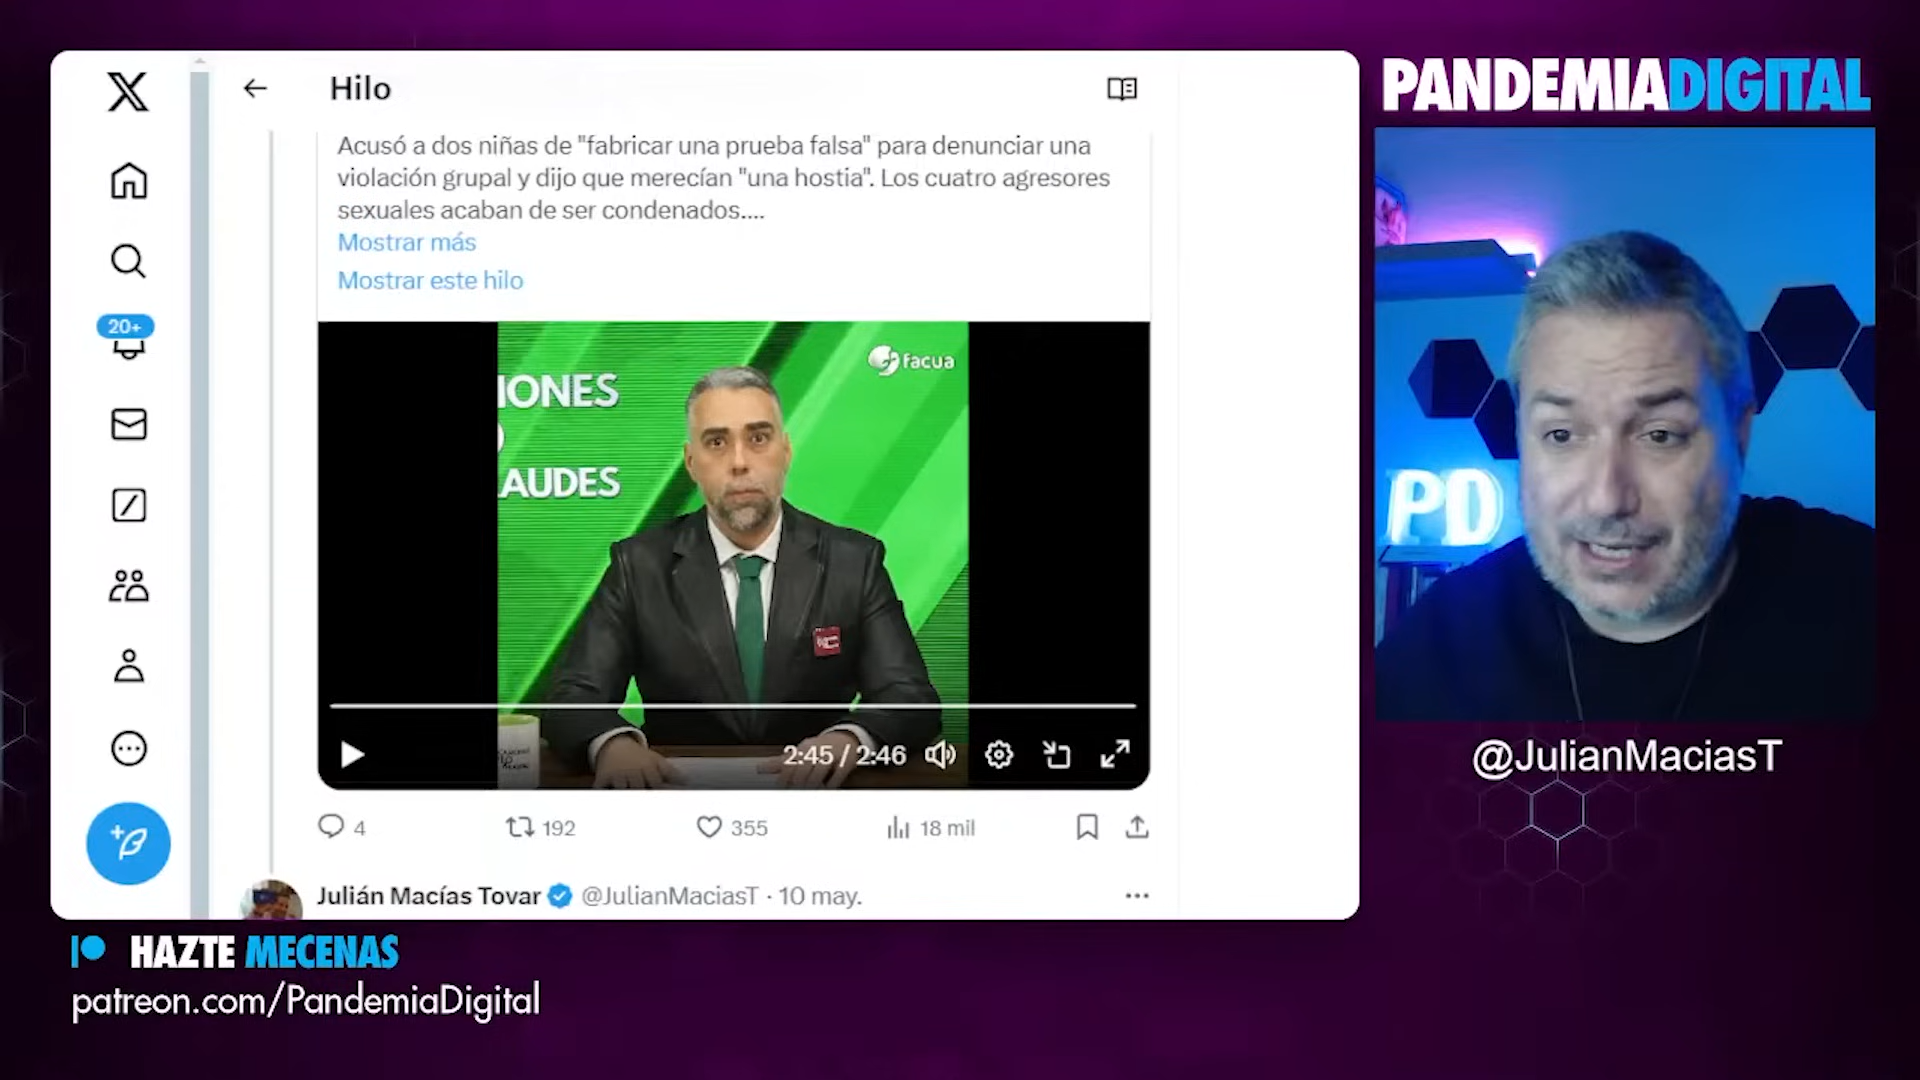 Hilo
Acusó a dos niñas de "fabricar una prueba falsa" para denunciar una
violación grupal y dijo que merecían "una hostia". Los cuatro agresores
sexuales acaban de ser condenados....
Mostrar más
Mostrar este hilo
20+
facua
IONES
AUDES
2:45 / 2:46
4
192
355
18 mil
Julián Macías Tovar @JulianMaciasT · 10 may.
PANDEMIADIGITAL
PD
@JulianMaciasT
HAZTE MECENAS
patreon.com/PandemiaDigital